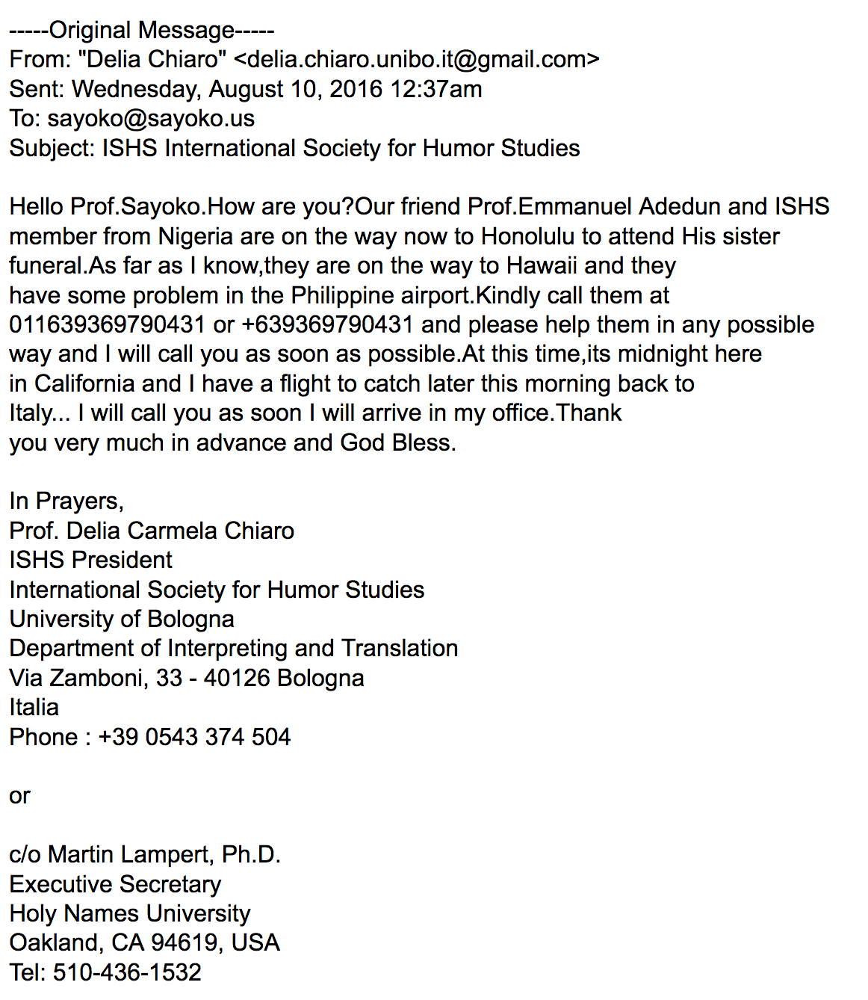 -----Original Message-----
From: "Delia Chiaro" <delia.chiaro.unibo.it@gmail.com>
Sent: Wednesday, August 10, 2016 12:37am
To: sayoko@sayoko.us
Subject: ISHS International Society for Humor Studies

Hello Prof.Sayoko.How are you?Our friend Prof.Emmanuel Adedun and ISHS
member from Nigeria are on the way now to Honolulu to attend His sister
funeral.As far as I know,they are on the way to Hawaii and they
have some problem in the Philippine airport.Kindly call them at
011639369790431 or +639369790431 and please help them in any possible
way and I will call you as soon as possible.At this time,its midnight here
in California and I have a flight to catch later this morning back to
Italy... I will call you as soon I will arrive in my office.Thank
you very much in advance and God Bless.

In Prayers,
Prof. Delia Carmela Chiaro
ISHS President
International Society for Humor Studies
University of Bologna
Department of Interpreting and Translation
Via Zamboni, 33 - 40126 Bologna
Italia
Phone : +39 0543 374 504

or

c/o Martin Lampert, Ph.D.
Executive Secretary
Holy Names University
Oakland, CA 94619, USA
Tel: 510-436-1532